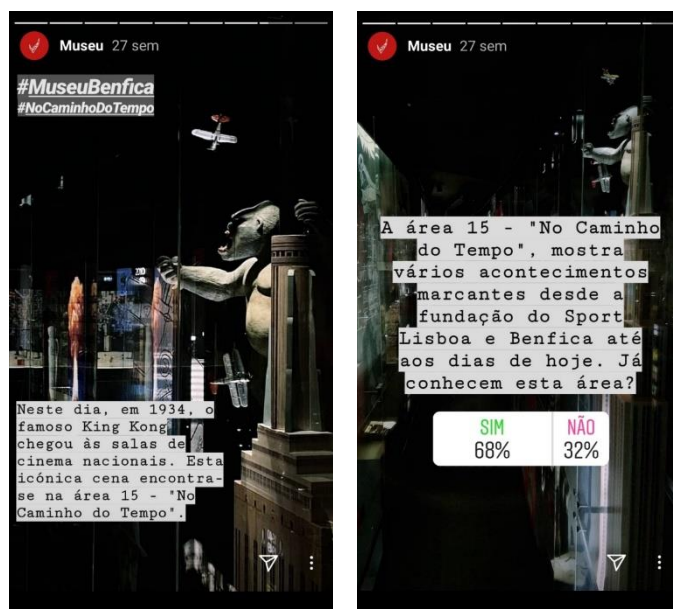 Museu 27 sem
#MuseuBenfica
#NoCaminhoDoTempo
Neste dia, em 1934, o
famoso King Kong
chegou às salas de
cinema nacionais. Esta
icónica cena encontra-
se na área 15 - "No
Caminho do Tempo".
Museu 27 sem
A área 15 - "No Caminho
do Tempo", mostra
vários acontecimentos
marcantes desde a
fundação do Sport
Lisboa e Benfica até
aos dias de hoje. Já
conhecem esta área?
SIM NÃO
68% 32%